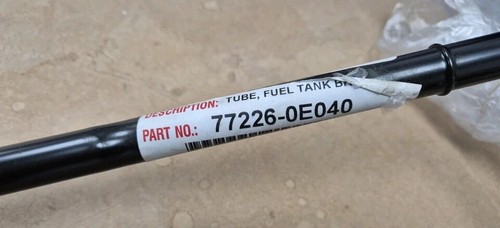 DESCRIPTION: TUBE, FUEL TANK
PART NO.: 77226-0E040